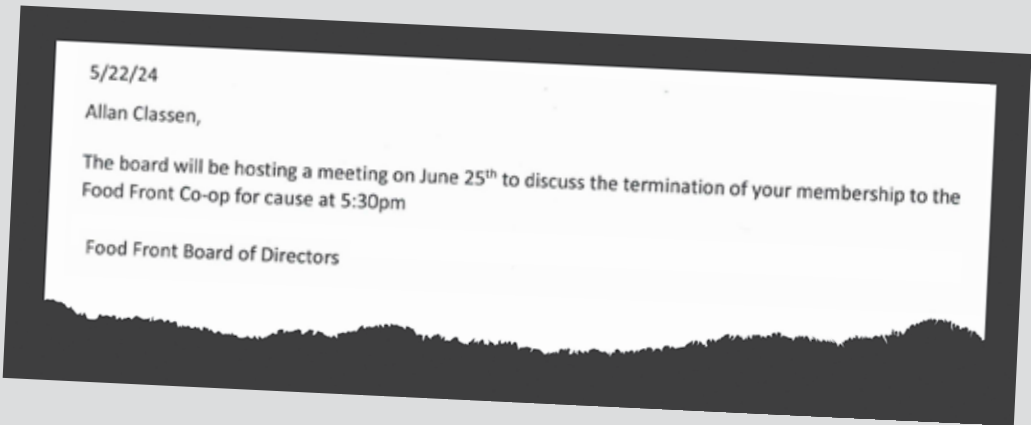 5/22/24
Allan Classen,
The board will be hosting a meeting on June 25th to discuss the termination of your membership to the
Food Front Co-op for cause at 5:30pm
Food Front Board of Directors